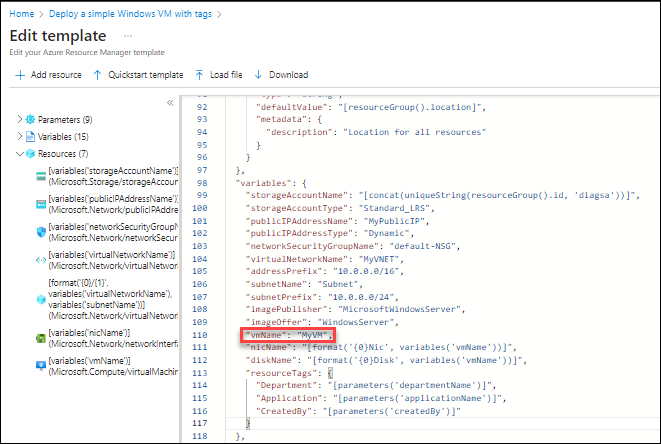 Home > Deploy a simple Windows VM with tags >
Edit template ...
Edit your Azure Resource Manager template
+ Add resource ↑ Quickstart template Load file Download
«
Parameters (9)
Variables (15)
Resources (7)
[variables('storageAccountName')]
(Microsoft.Storage/storageAccou
[variables('publicIPAddressName')]
(Microsoft.Network/publicIPAddre
[variables('networkSecurityGroupN
(Microsoft.Network/networkSecu
[variables('virtualNetworkName')]
(Microsoft.Network/virtualNetwor
[format('{0}/{1}',
variables('virtualNetworkName'),
variables('subnetName'))]
(Microsoft.Network/virtualNetwor
[variables('nicName')]
(Microsoft.Network/networkInterfa
[variables('vmName')]
(Microsoft.Compute/virtualMachin
92 "defaultValue": "[resourceGroup().location]",
93 "metadata": {
94 "description": "Location for all resources"
95 }
96 }
97 },
98 "variables": {
99 "storageAccountName": "[concat(uniqueString(resourceGroup().id, 'diagsa'))]",
100 "storageAccountType": "Standard_LRS",
101 "publicIPAddressName": "MyPublicIP",
102 "publicIPAddressType": "Dynamic",
103 "networkSecurityGroupName": "default-NSG",
104 "virtualNetworkName": "MyVNET",
105 "addressPrefix": "10.0.0.0/16",
106 "subnetName": "Subnet",
107 "subnetPrefix": "10.0.0.0/24",
108 "imagePublisher": "MicrosoftWindowsServer",
109 "imageOffer": "WindowsServer",
110 "vmName": "MyVM",
111 "nicName": "[format('{0}Nic', variables('vmName'))]",
112 "diskName": "[format('{0}Disk', variables('vmName'))]",
113 "resourceTags": {
114 "Department": "[parameters('departmentName')]",
115 "Application": "[parameters('applicationName')]",
116 "CreatedBy": "[parameters('createdBy')]"
117 }
118 },